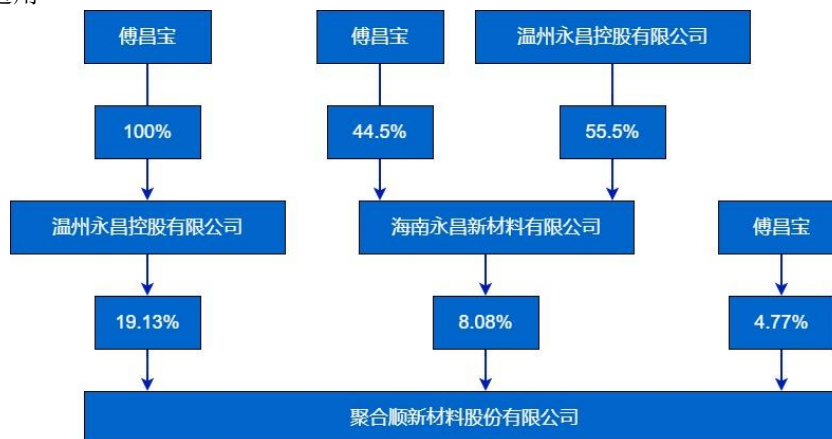 傅昌宝
傅昌宝
温州永昌控股有限公司
100%
44.5%
55.5%
温州永昌控股有限公司
海南永昌新材料有限公司
傅昌宝
19.13%
8.08%
4.77%
聚合顺新材料股份有限公司